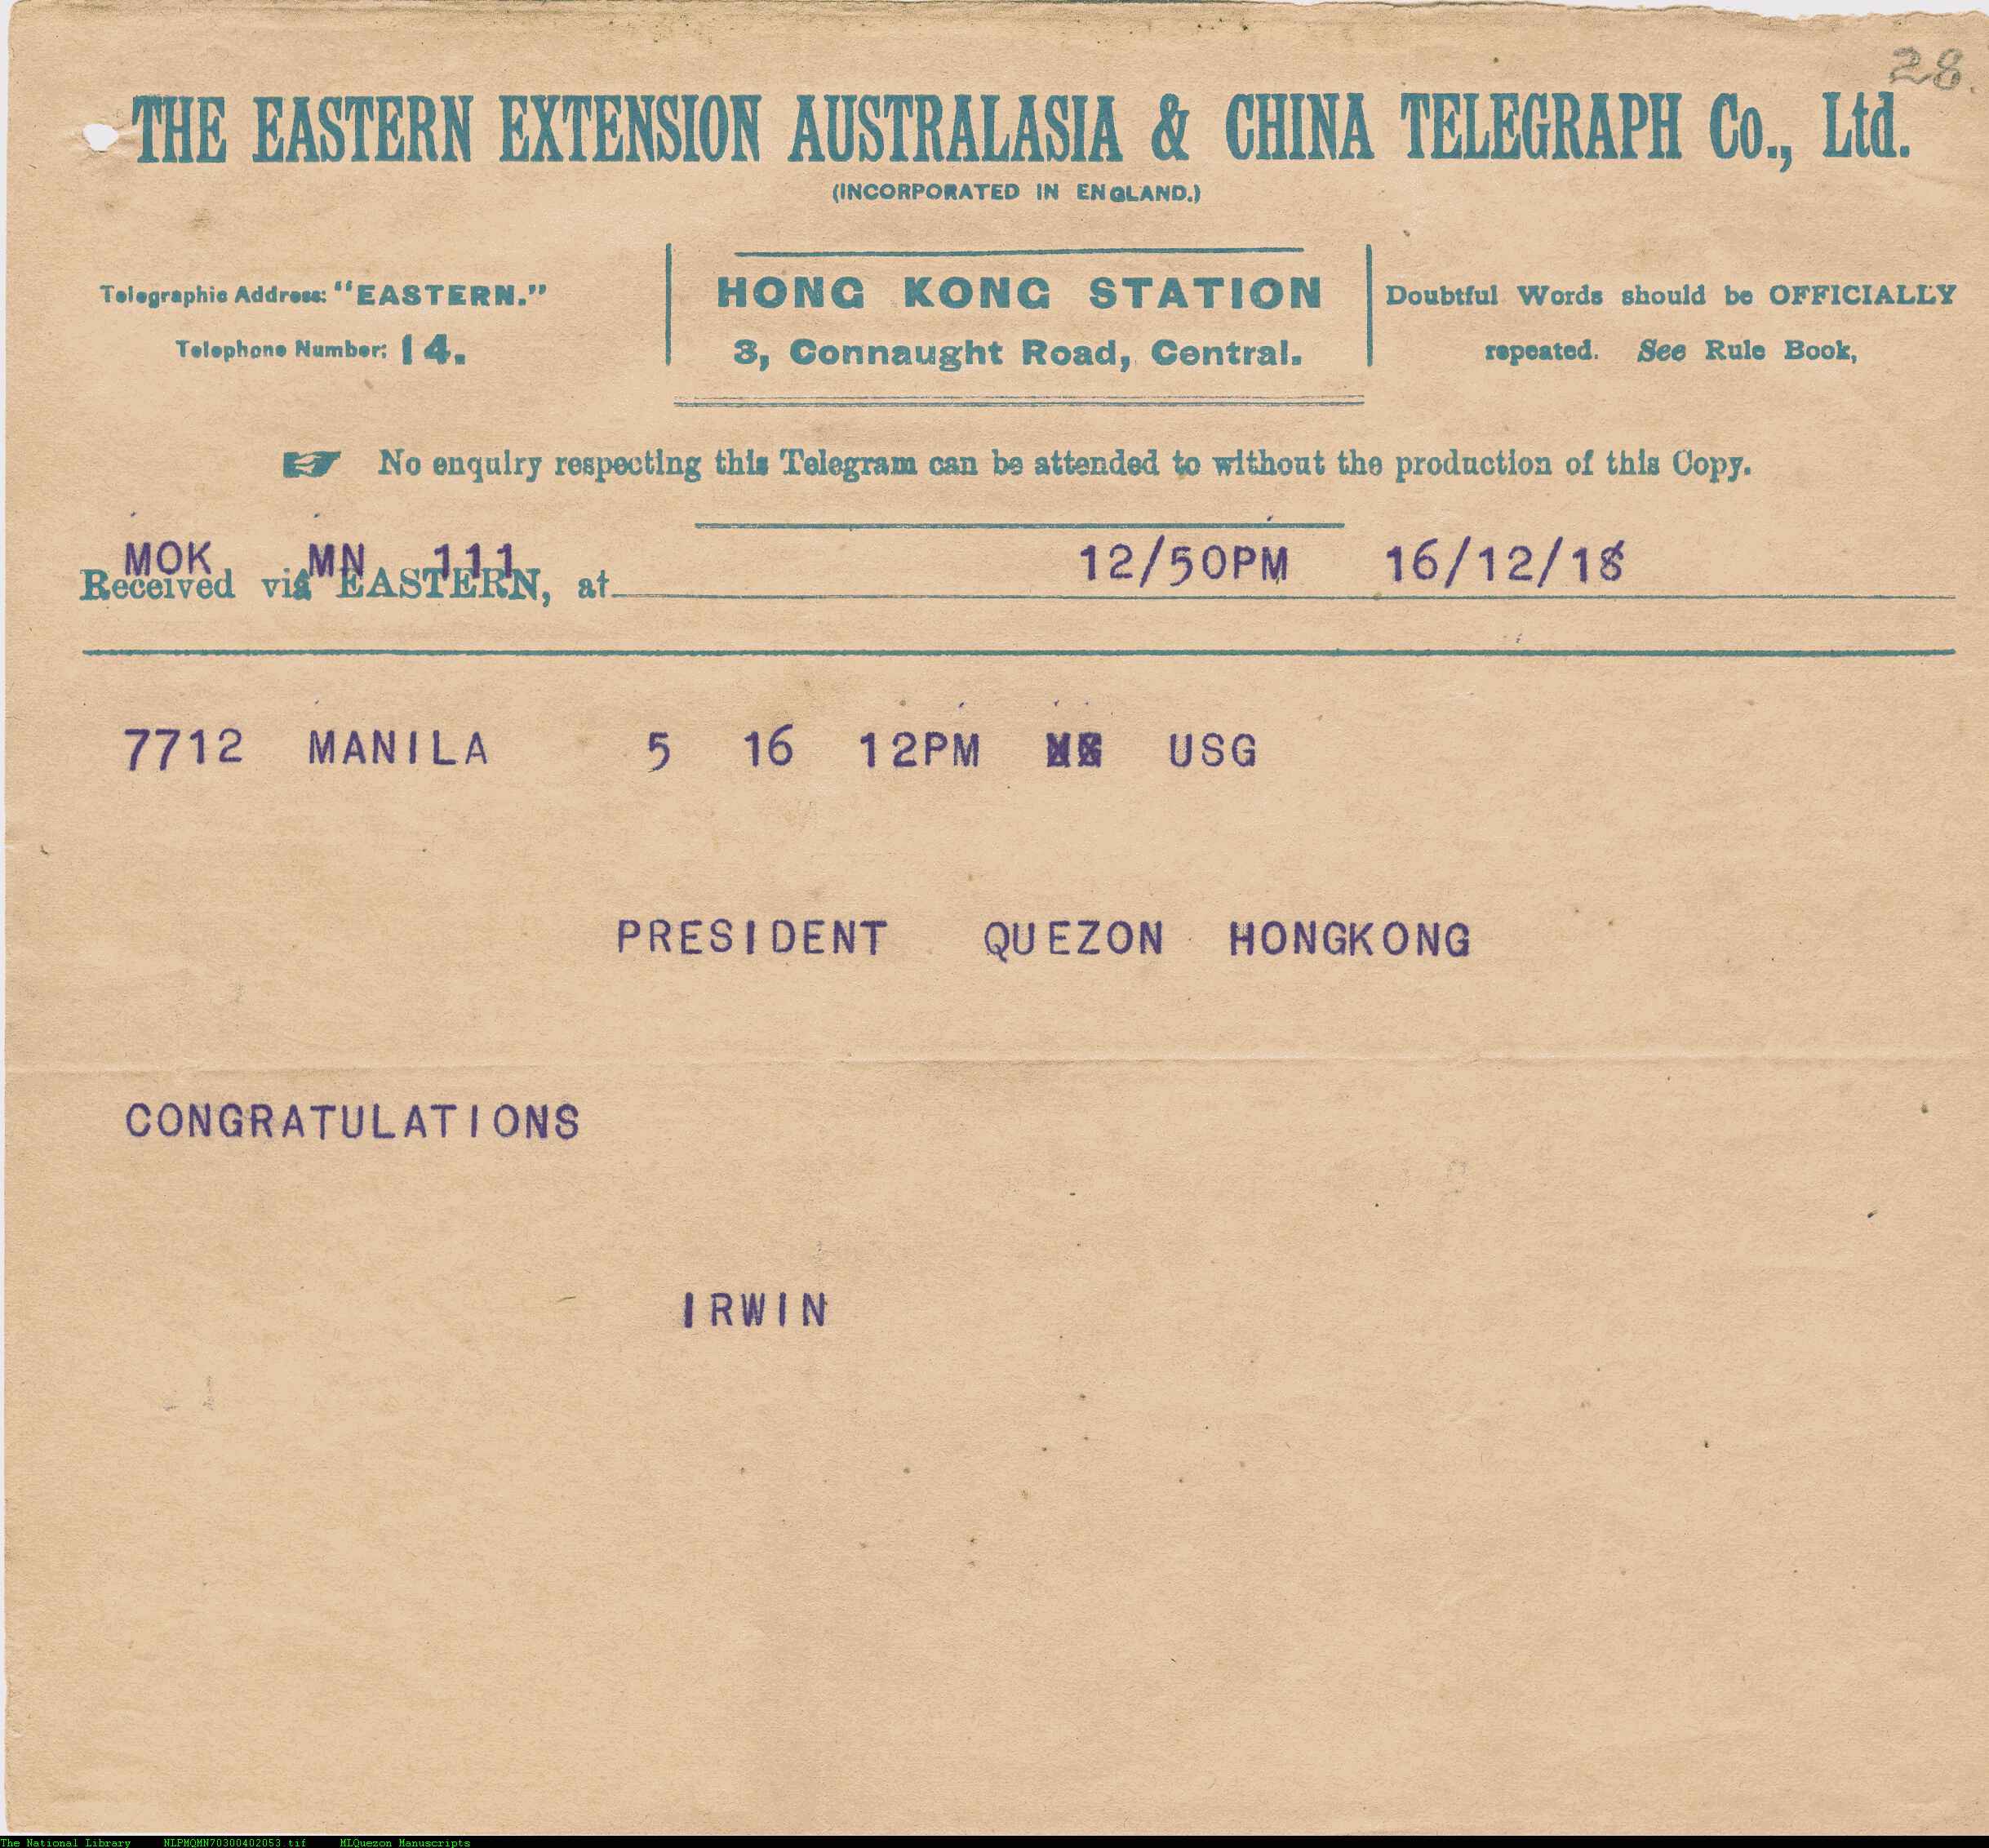 28.
THE EASTERN EXTENSION AUSTRALASIA & CHINA TELEGRAPH Co., Ltd.
(INCORPORATED IN ENGLAND.)
Telegraphic Address: "EASTERN."
Telephone Number: 14.
HONG KONG STATION
3, Connaught Road, Central.
Doubtful Words should be OFFICIALLY
repeated. See Rule Book,
☞ No enquiry respecting this Telegram can be attended to without the production of this Copy.
MOK MN 111 12/50PM 16/12/18
Received via EASTERN, at
7712 MANILA 5 16 12PM USG
PRESIDENT QUEZON HONGKONG
CONGRATULATIONS
IRWIN
The National Library NLPMQMN70300402053.tif MLQuezon Manuscripts